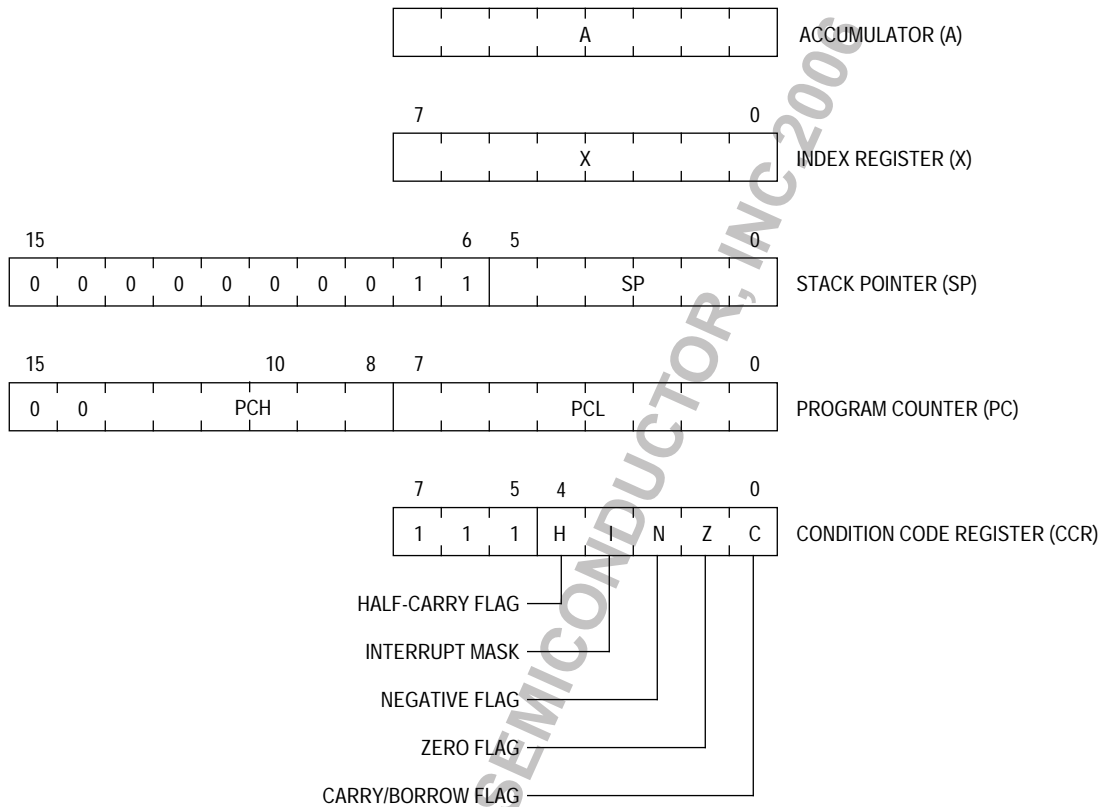 A ACCUMULATOR (A)
7 0
X INDEX REGISTER (X)
15 6 5 0
0 0 0 0 0 0 0 0 1 1 SP STACK POINTER (SP)
15 10 8 7 0
0 0 PCH PCL PROGRAM COUNTER (PC)
7 5 4 0
1 1 1 H I N Z C CONDITION CODE REGISTER (CCR)
HALF-CARRY FLAG
INTERRUPT MASK
NEGATIVE FLAG
ZERO FLAG
CARRY/BORROW FLAG
SEMICONDUCTOR, INC 2006